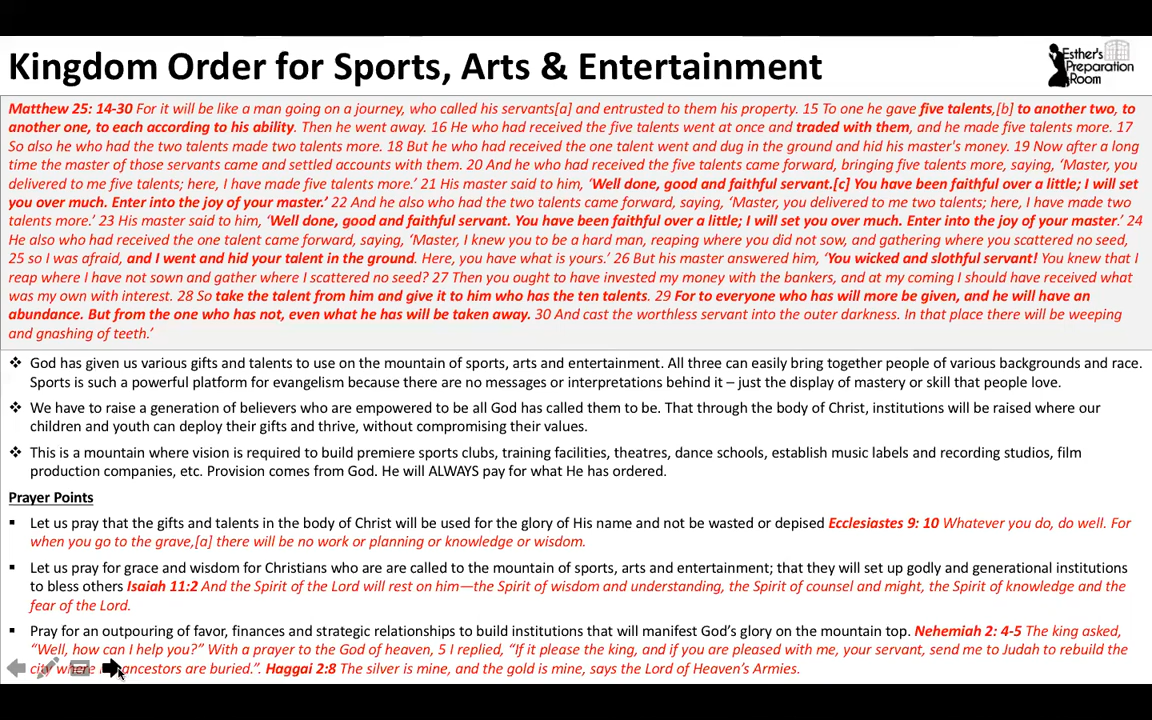 Kingdom Order for Sports, Arts & Entertainment
Esther's
Preparation
Room
Matthew 25: 14-30 For it will be like a man going on a journey, who called his servants[a] and entrusted to them his property. 15 To one he gave five talents,[b] to another two, to
another one, to each according to his ability. Then he went away. 16 He who had received the five talents went at once and traded with them, and he made five talents more. 17
So also he who had the two talents made two talents more. 18 But he who had received the one talent went and dug in the ground and hid his master's money. 19 Now after a long
time the master of those servants came and settled accounts with them. 20 And he who had received the five talents came forward, bringing five talents more, saying, ‘Master, you
delivered to me five talents; here, I have made five talents more.’ 21 His master said to him, ‘Well done, good and faithful servant.[c] You have been faithful over a little; I will set
you over much. Enter into the joy of your master.’ 22 And he also who had the two talents came forward, saying, ‘Master, you delivered to me two talents; here, I have made two
talents more.’ 23 His master said to him, ‘Well done, good and faithful servant. You have been faithful over a little; I will set you over much. Enter into the joy of your master.’ 24
He also who had received the one talent came forward, saying, ‘Master, I knew you to be a hard man, reaping where you did not sow, and gathering where you scattered no seed,
25 so I was afraid, and I went and hid your talent in the ground. Here, you have what is yours.’ 26 But his master answered him, ‘You wicked and slothful servant! You knew that I
reap where I have not sown and gather where I scattered no seed? 27 Then you ought to have invested my money with the bankers, and at my coming I should have received what
was my own with interest. 28 So take the talent from him and give it to him who has the ten talents. 29 For to everyone who has will more be given, and he will have an
abundance. But from the one who has not, even what he has will be taken away. 30 And cast the worthless servant into the outer darkness. In that place there will be weeping
and gnashing of teeth.’
❖ God has given us various gifts and talents to use on the mountain of sports, arts and entertainment. All three can easily bring together people of various backgrounds and race.
Sports is such a powerful platform for evangelism because there are no messages or interpretations behind it – just the display of mastery or skill that people love.
❖ We have to raise a generation of believers who are empowered to be all God has called them to be. That through the body of Christ, institutions will be raised where our
children and youth can deploy their gifts and thrive, without compromising their values.
❖ This is a mountain where vision is required to build premiere sports clubs, training facilities, theatres, dance schools, establish music labels and recording studios, film
production companies, etc. Provision comes from God. He will ALWAYS pay for what He has ordered.
Prayer Points
▪ Let us pray that the gifts and talents in the body of Christ will be used for the glory of His name and not be wasted or depised Ecclesiastes 9: 10 Whatever you do, do well. For
when you go to the grave,[a] there will be no work or planning or knowledge or wisdom.
▪ Let us pray for grace and wisdom for Christians who are are called to the mountain of sports, arts and entertainment; that they will set up godly and generational institutions
to bless others Isaiah 11:2 And the Spirit of the Lord will rest on him—the Spirit of wisdom and understanding, the Spirit of counsel and might, the Spirit of knowledge and the
fear of the Lord.
▪ Pray for an outpouring of favor, finances and strategic relationships to build institutions that will manifest God’s glory on the mountain top. Nehemiah 2: 4-5 The king asked,
“Well, how can I help you?” With a prayer to the God of heaven, 5 I replied, “If it please the king, and if you are pleased with me, your servant, send me to Judah to rebuild the
city where ancestors are buried.”. Haggai 2:8 The silver is mine, and the gold is mine, says the Lord of Heaven’s Armies.